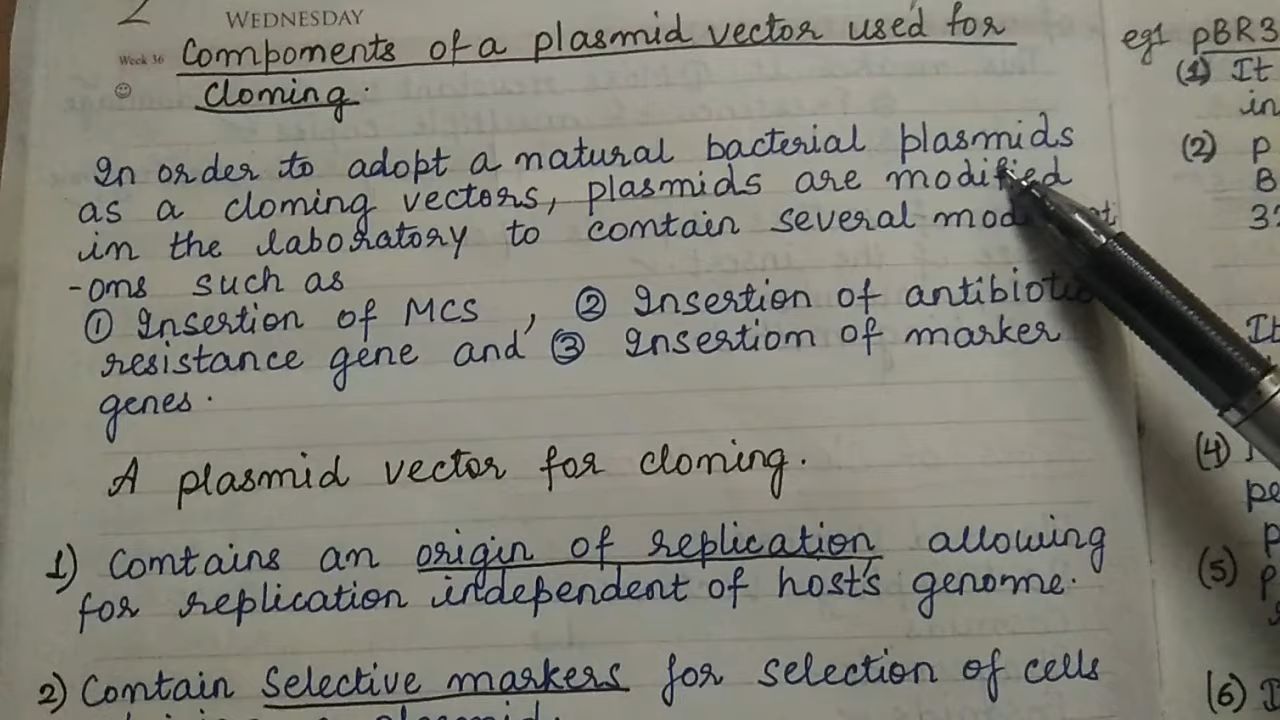 2 WEDNESDAY
Week 36
Components of a plasmid vector used for
cloning.
In order to adopt a natural bacterial plasmids
as a cloning vectors, plasmids are modified
in the laboratory to contain several
-ons such as
① Insertion of MCS , ② Insertion of antibiotic
resistance gene and ③ Insertion of marker
genes.
A plasmid vector for cloning.
1) Contains an origin of replication allowing
for replication independent of host's genome.
2) Contain Selective markers for selection of cells
plasmid.
eg1 pBR3
(1) It
in
(2) P
B
3
It
(4)
pe
p
(5) p
(6) I